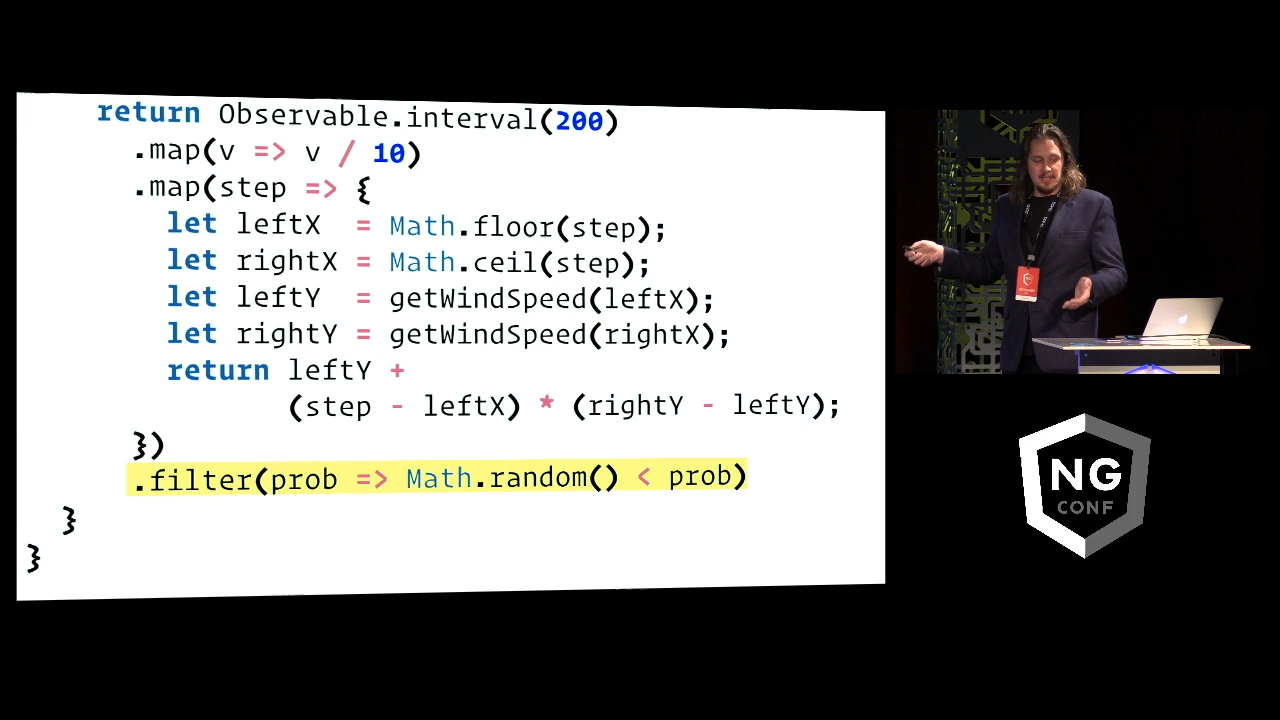 return Observable.interval(200)
.map(v => v / 10)
.map(step => {
let leftX = Math.floor(step);
let rightX = Math.ceil(step);
let leftY = getWindSpeed(leftX);
let rightY = getWindSpeed(rightX);
return leftY +
(step - leftX) * (rightY - leftY);
})
.filter(prob => Math.random() < prob)
}
}
NG
CONF